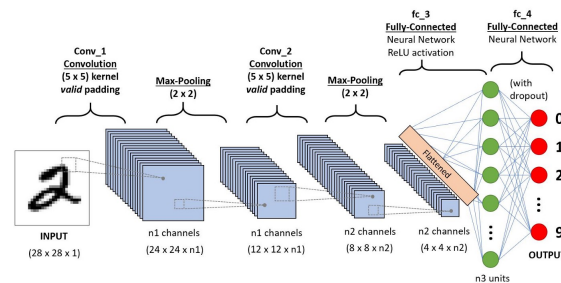 Conv_1
Convolution
(5 x 5) kernel
valid padding
Max-Pooling
(2 x 2)
Conv_2
Convolution
(5 x 5) kernel
valid padding
Max-Pooling
(2 x 2)
fc_3
Fully-Connected
Neural Network
ReLU activation
fc_4
Fully-Connected
Neural Network
(with
dropout)
Flattened
0
1
2
9
2
INPUT
(28 x 28 x 1)
n1 channels
(24 x 24 x n1)
n1 channels
(12 x 12 x n1)
n2 channels
(8 x 8 x n2)
n2 channels
(4 x 4 x n2)
OUTPUT
n3 units